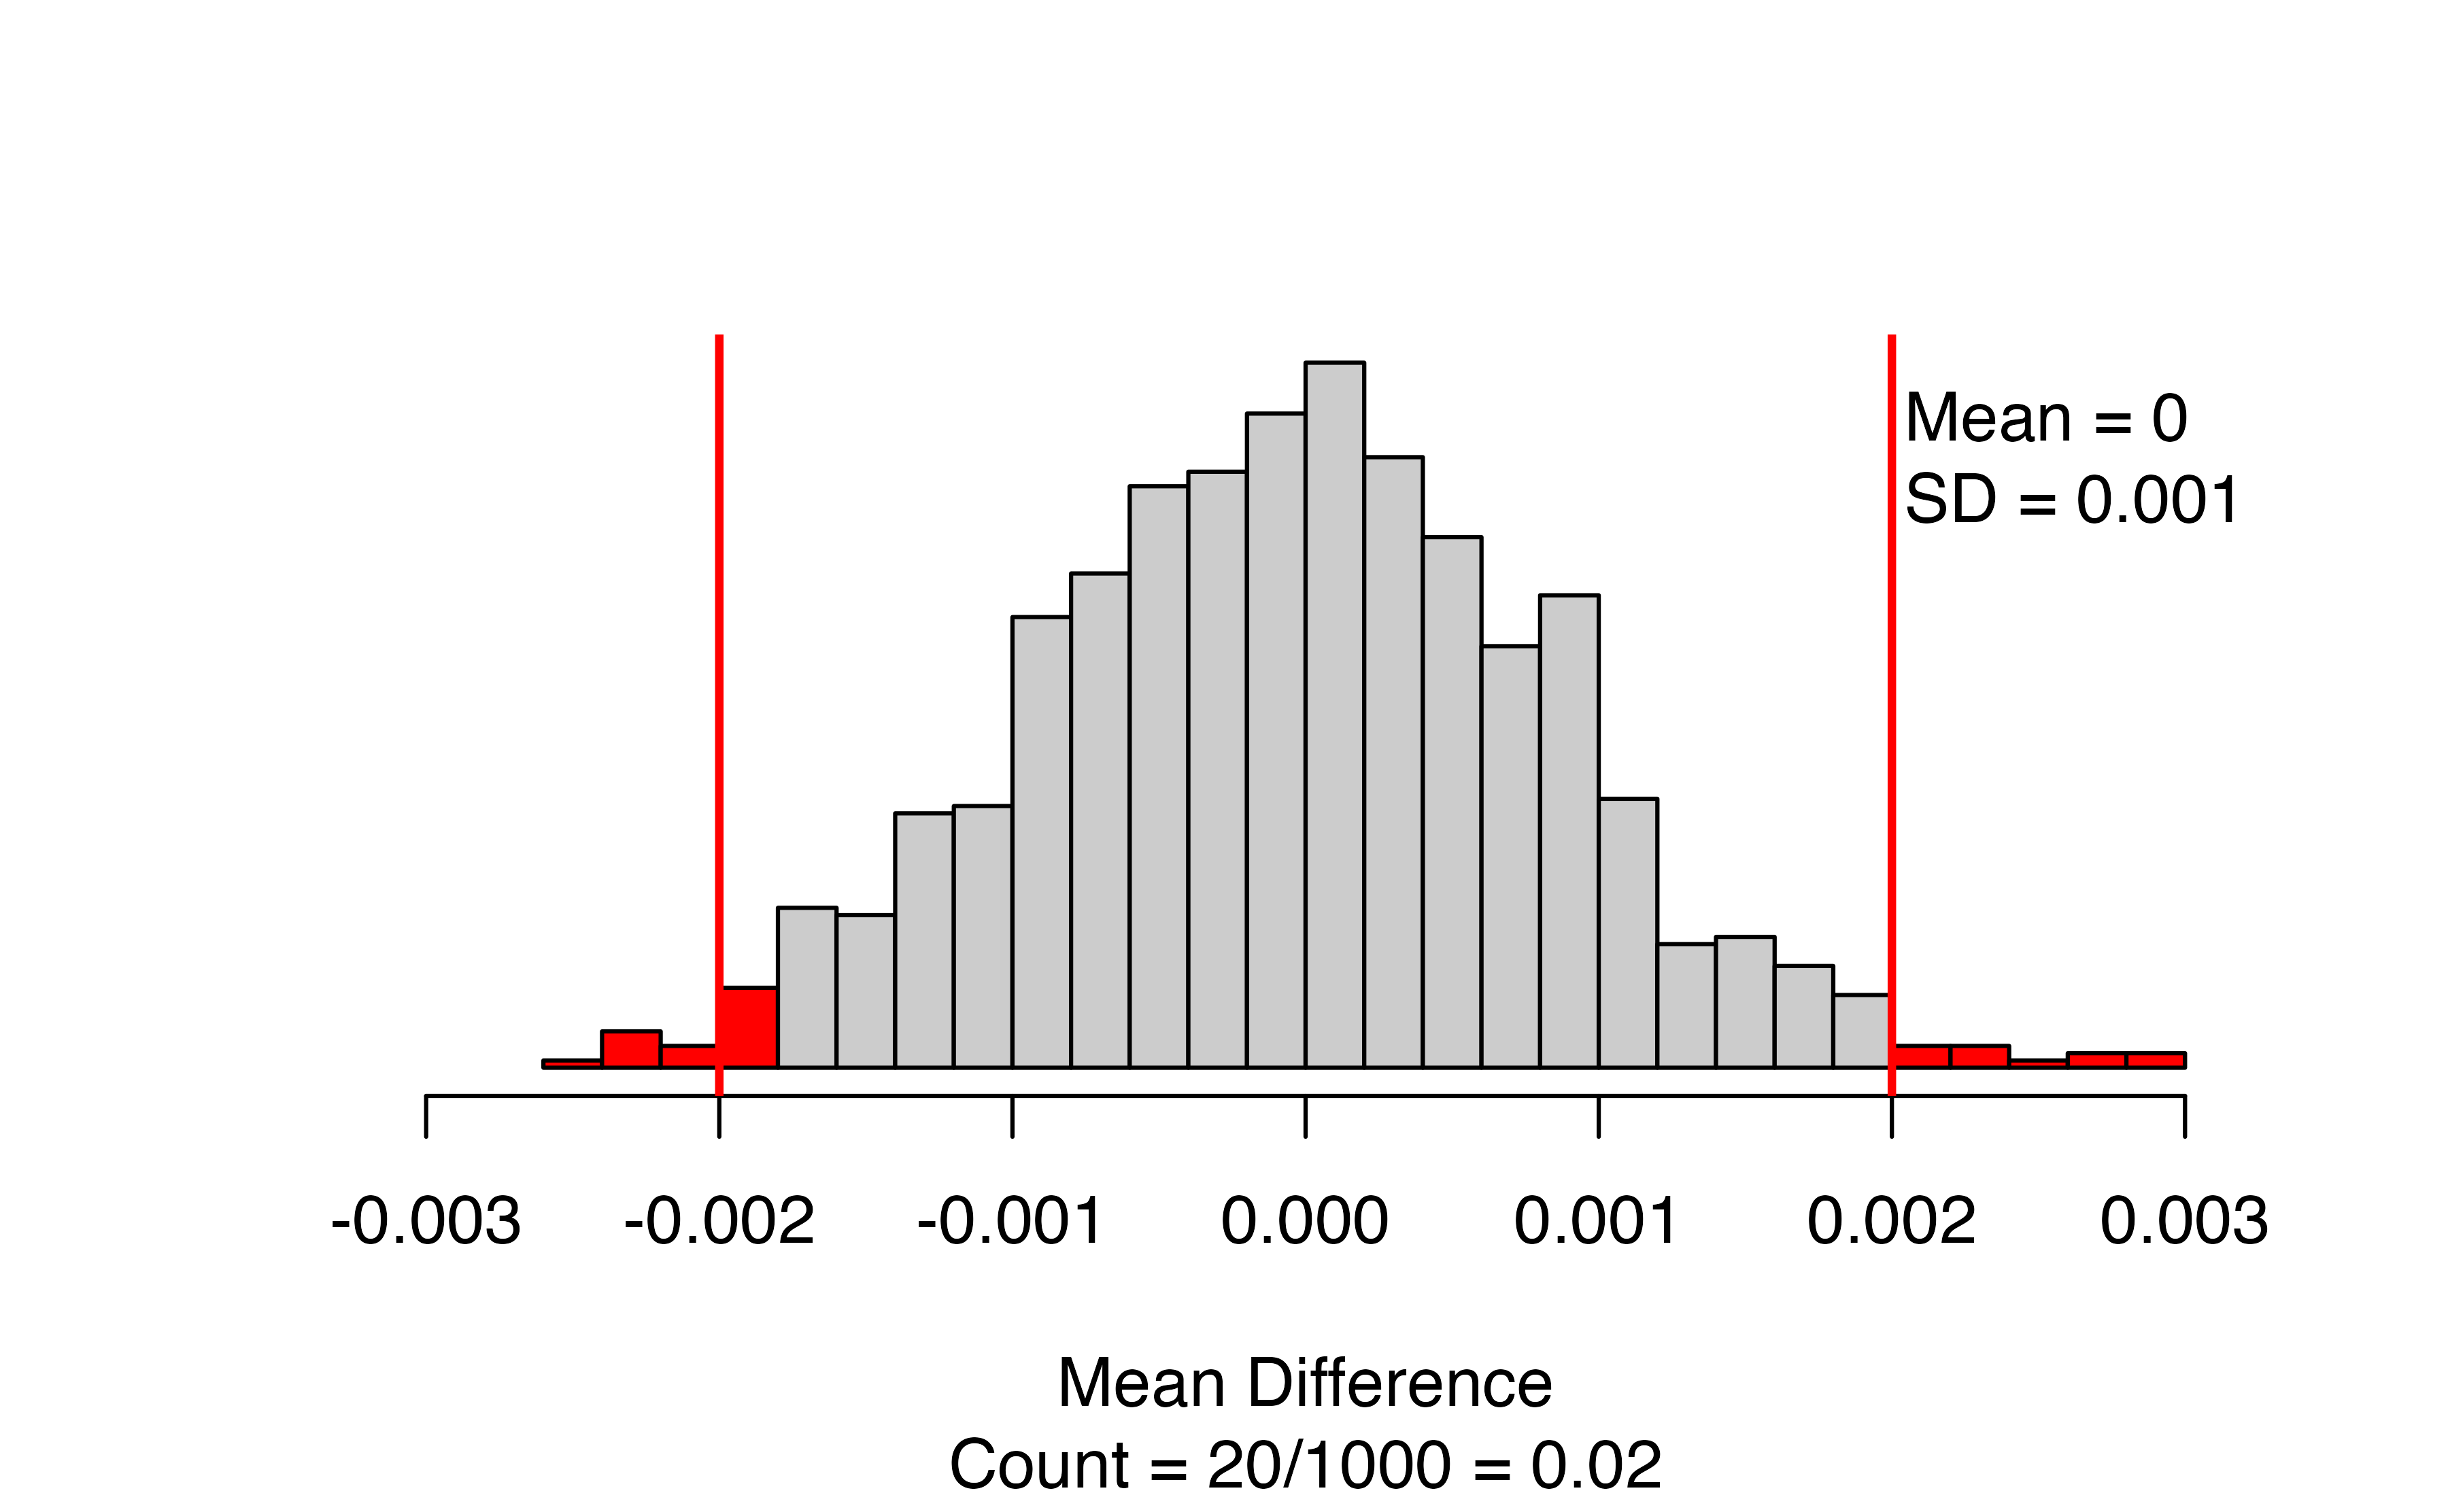 Mean = 0
SD = 0.001
-0.003 -0.002 -0.001 0.000 0.001 0.002 0.003
Mean Difference
Count = 20/1000 = 0.02